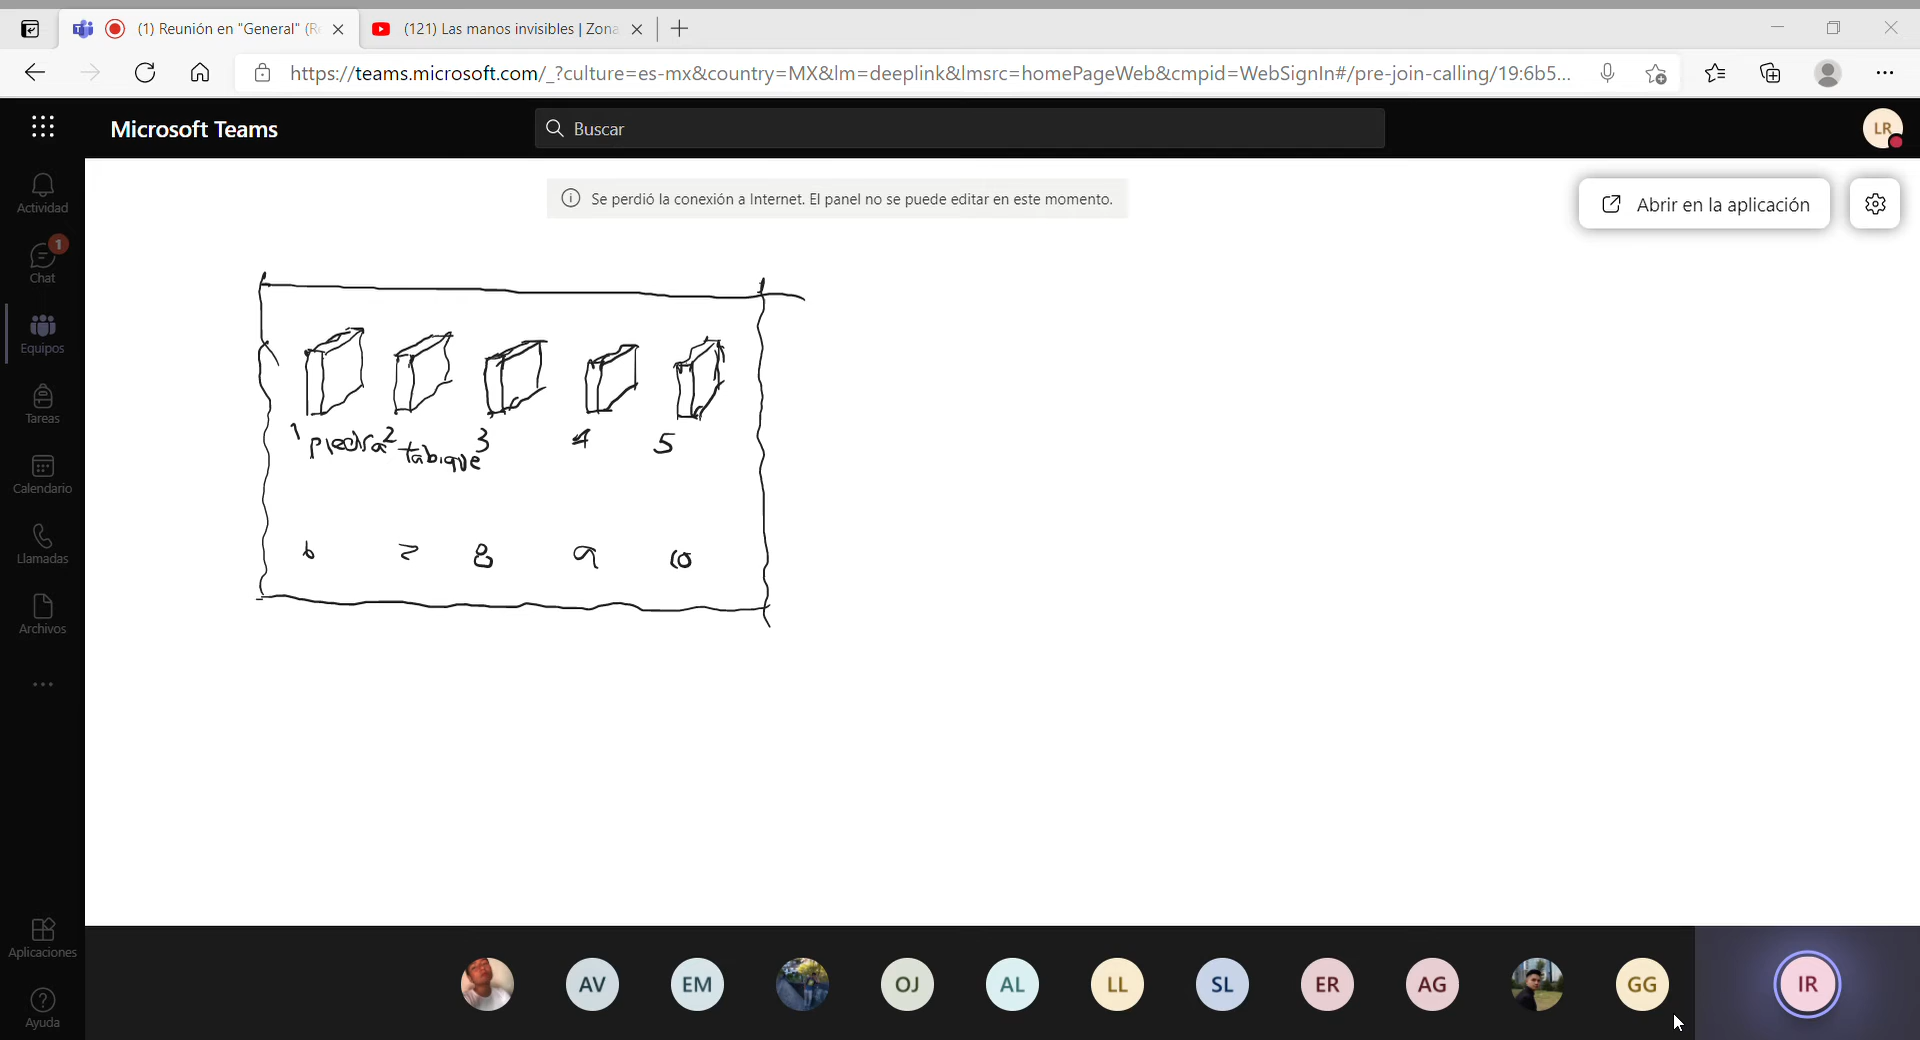 (1) Reunión en "General" (R
(121) Las manos invisibles | Zona
https://teams.microsoft.com/_?culture=es-mx&country=MX&lm=deeplink&lmsrc=homePageWeb&cmpid=WebSignIn#/pre-join-calling/19:6b5...
Microsoft Teams
Buscar
LR
Actividad
1
Chat
Equipos
Tareas
Calendario
Llamadas
Archivos
Aplicaciones
Ayuda
Se perdió la conexión a Internet. El panel no se puede editar en este momento.
Abrir en la aplicación
1 piedra 2 tabique 3 4 5
6 7 8 9 10
AV EM OJ AL LL SL ER AG GG IR